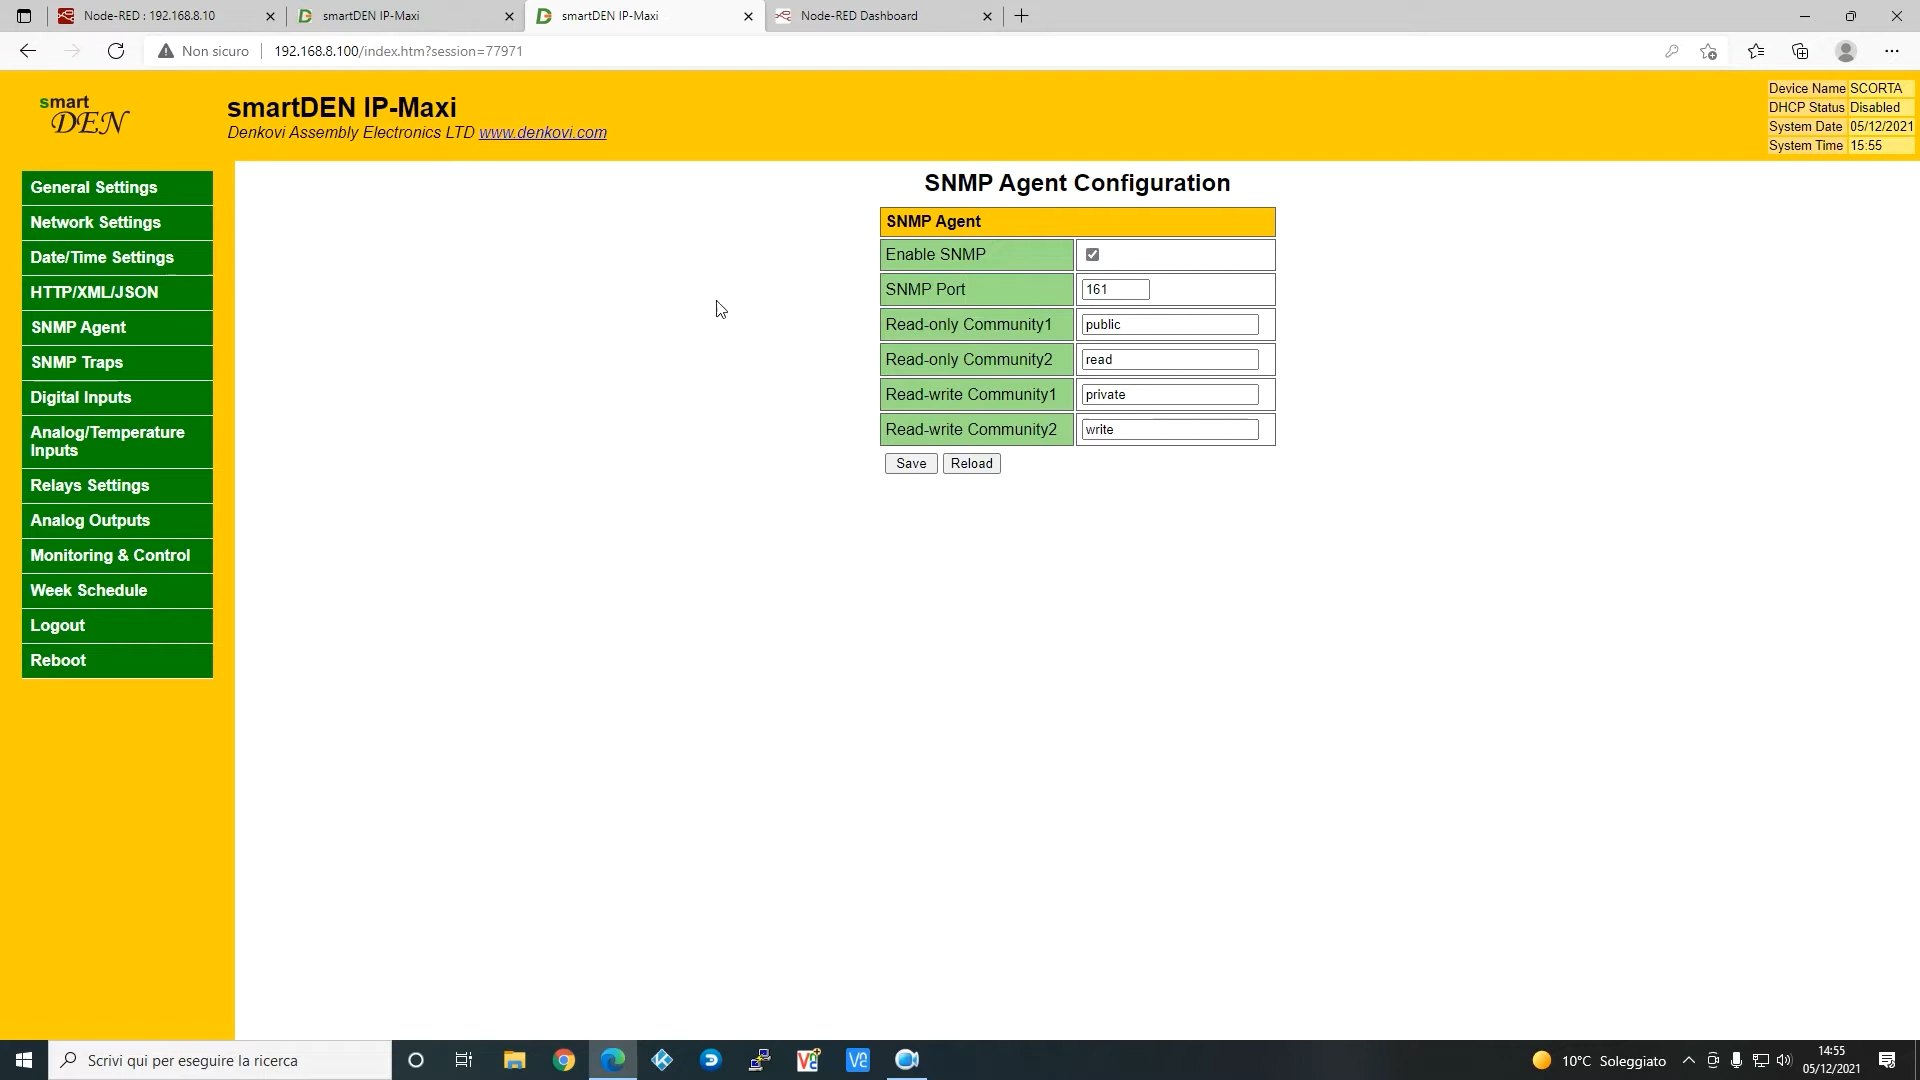 Node-RED : 192.168.8.10
smartDEN IP-Maxi
smartDEN IP-Maxi
Node-RED Dashboard
Non sicuro
192.168.8.100/index.htm?session=77971
smart
DEN
smartDEN IP-Maxi
Denkovi Assembly Electronics LTD www.denkovi.com
Device Name SCORTA
DHCP Status Disabled
System Date 05/12/2021
System Time 15:55
General Settings
Network Settings
Date/Time Settings
HTTP/XML/JSON
SNMP Agent
SNMP Traps
Digital Inputs
Analog/Temperature
Inputs
Relays Settings
Analog Outputs
Monitoring & Control
Week Schedule
Logout
Reboot
SNMP Agent Configuration
SNMP Agent
Enable SNMP
SNMP Port 161
Read-only Community1 public
Read-only Community2 read
Read-write Community1 private
Read-write Community2 write
Save Reload
Scrivi qui per eseguire la ricerca
10°C Soleggiato
14:55
05/12/2021